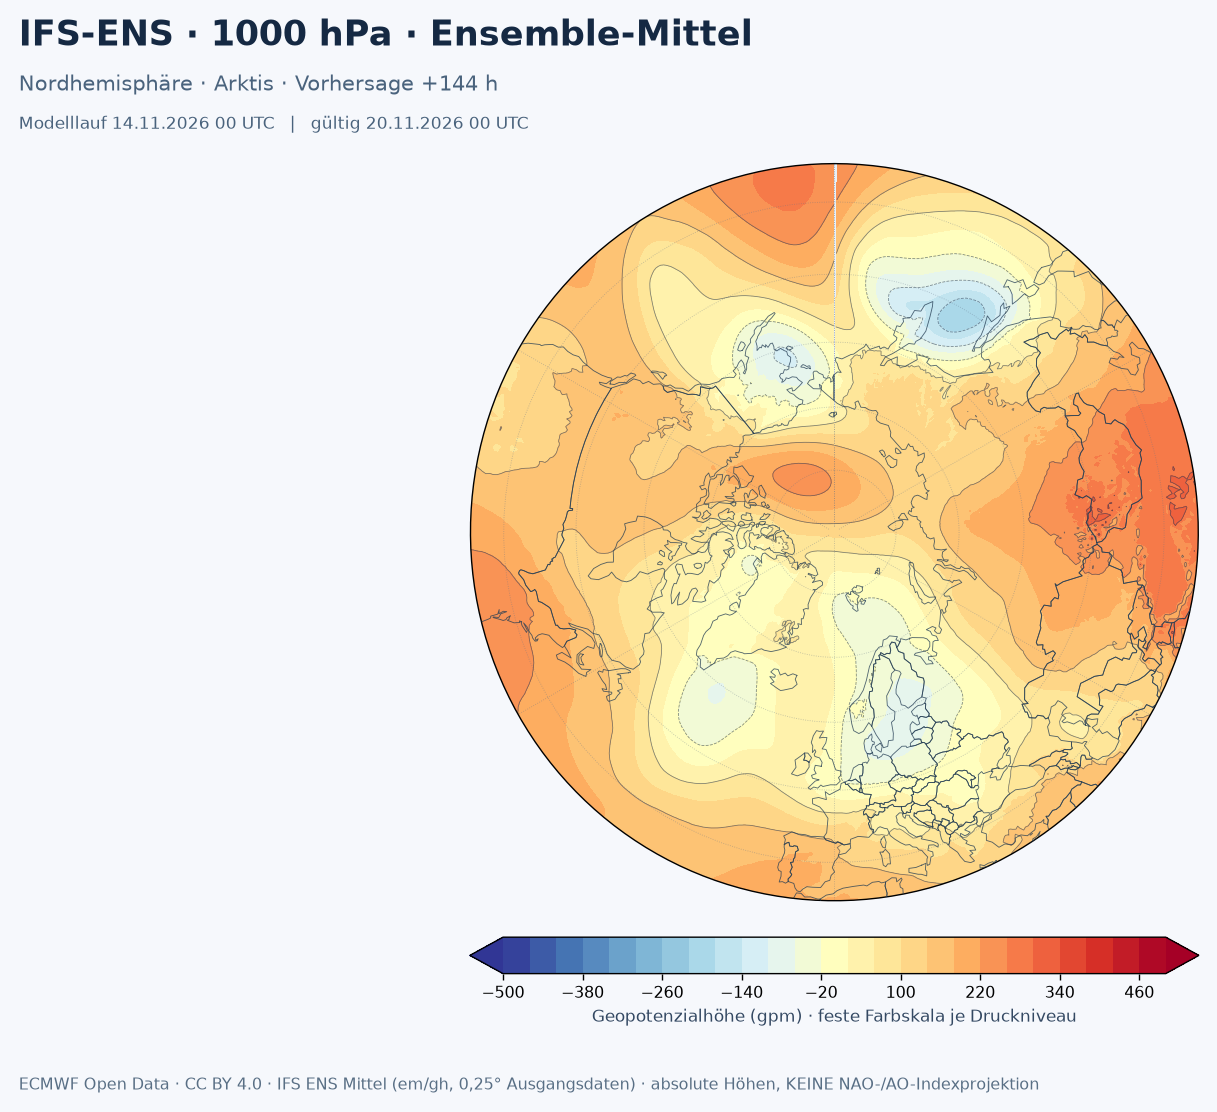 IFS-ENS · 1000 hPa · Ensemble-Mittel
Nordhemisphäre · Arktis · Vorhersage +144 h
Modelllauf 14.11.2026 00 UTC | gültig 20.11.2026 00 UTC
−500 −380 −260 −140 −20 100 220 340 460
Geopotenzialhöhe (gpm) · feste Farbskala je Druckniveau
ECMWF Open Data · CC BY 4.0 · IFS ENS Mittel (em/gh, 0,25° Ausgangsdaten) · absolute Höhen, KEINE NAO-/AO-Indexprojektion